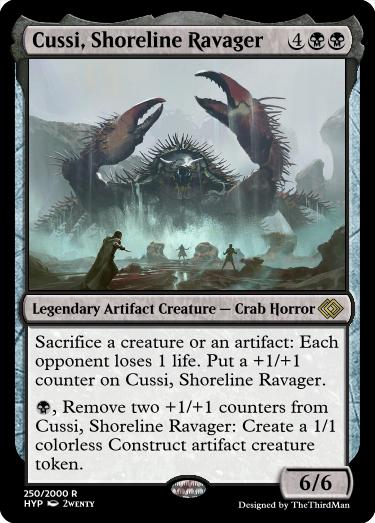 Cussi, Shoreline Ravager 4
Legendary Artifact Creature — Crab Horror
Sacrifice a creature or an artifact: Each
opponent loses 1 life. Put a +1/+1
counter on Cussi, Shoreline Ravager.
, Remove two +1/+1 counters from
Cussi, Shoreline Ravager: Create a 1/1
colorless Construct artifact creature
token.
6/6
250/2000 R
HYP 2WENTY
Designed by TheThirdMan